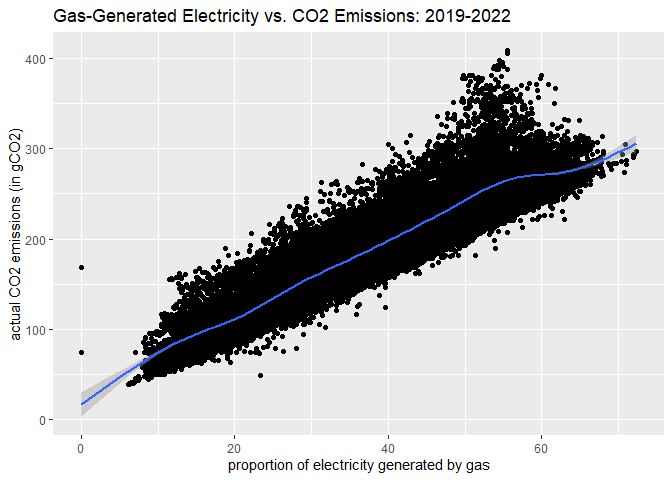 Gas-Generated Electricity vs. CO2 Emissions: 2019-2022
400
300
200
100
0
actual CO2 emissions (in gCO2)
0 20 40 60
proportion of electricity generated by gas